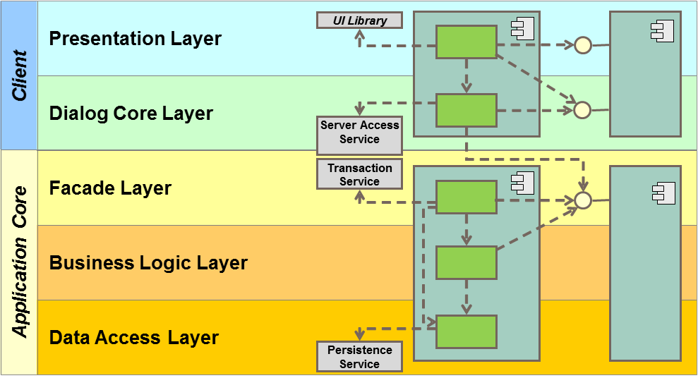 Client
Application Core
Presentation Layer
UI Library
Dialog Core Layer
Server Access
Service
Transaction
Service
Facade Layer
Business Logic Layer
Data Access Layer
Persistence
Service